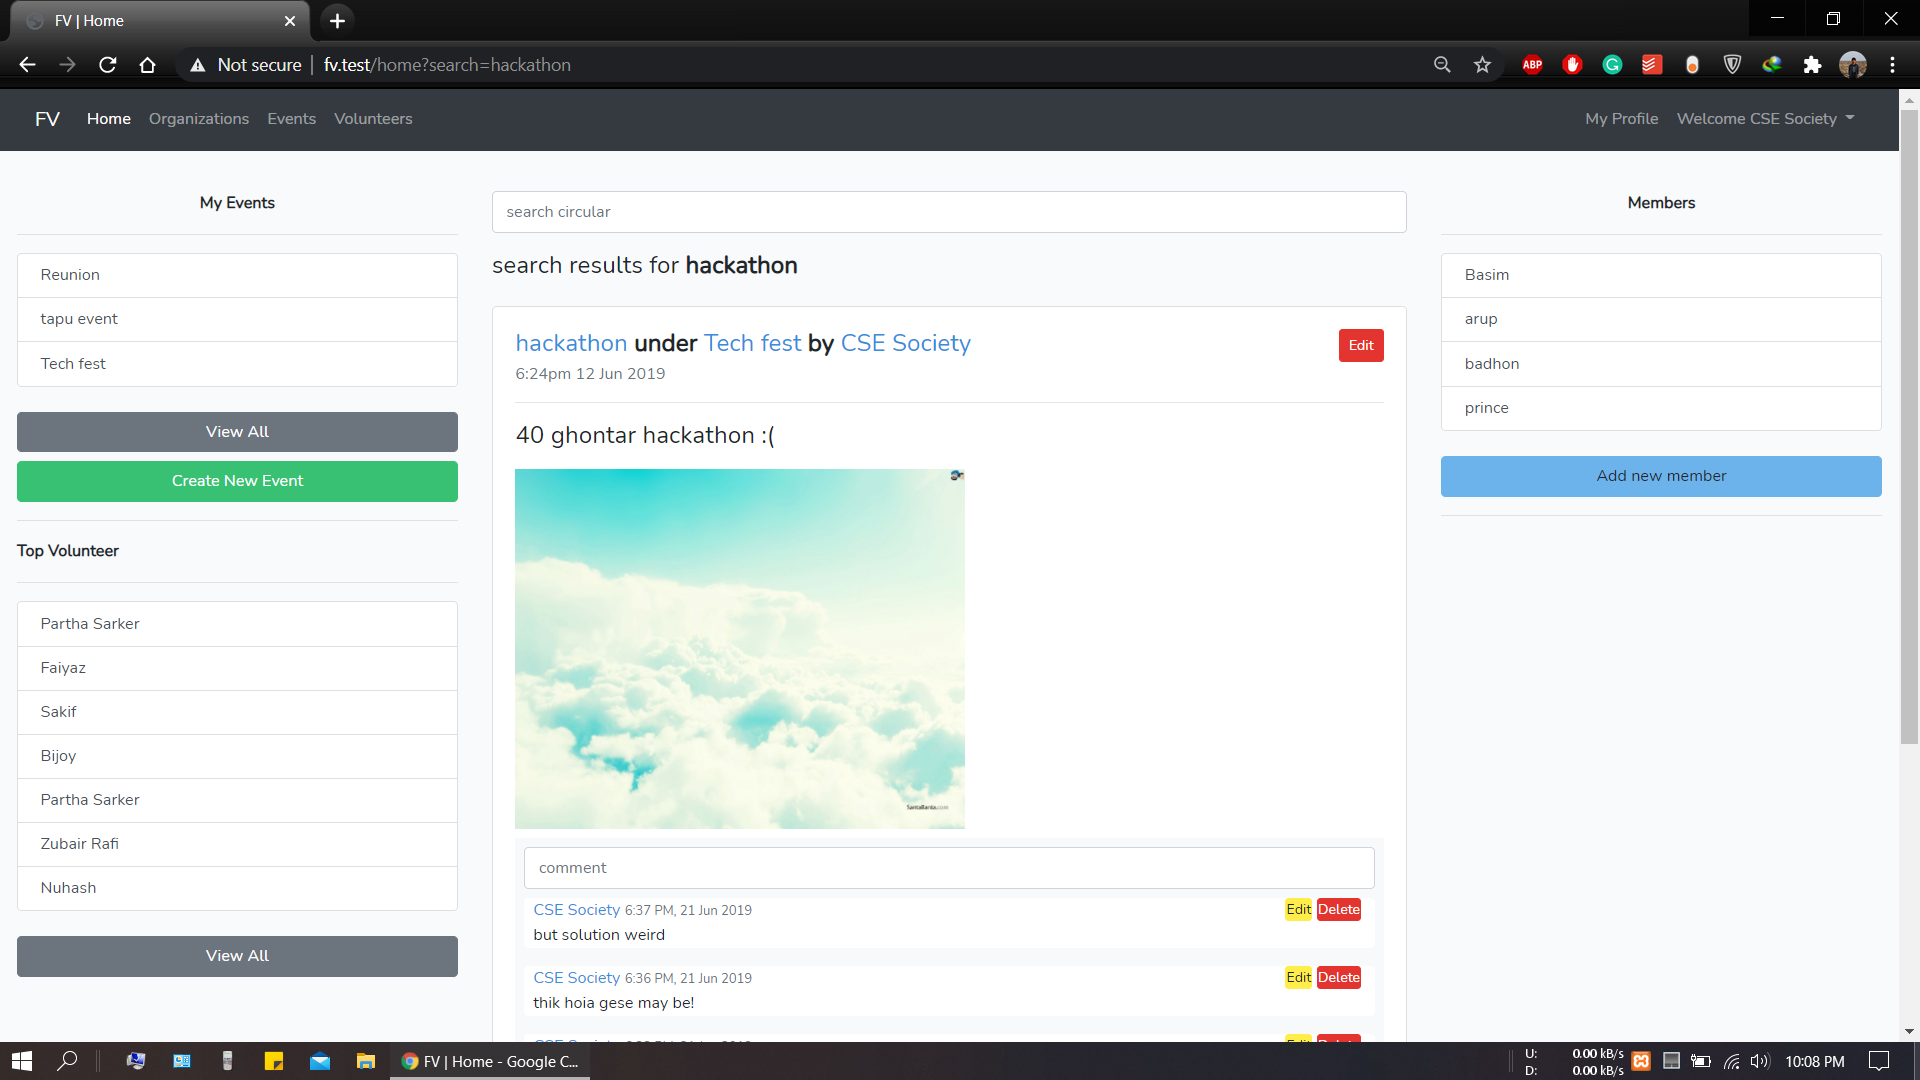 FV | Home
Not secure | fv.test/home?search=hackathon
ABP
FV Home Organizations Events Volunteers My Profile Welcome CSE Society
My Events
Reunion
tapu event
Tech fest
View All
Create New Event
Top Volunteer
Partha Sarker
Faiyaz
Sakif
Bijoy
Partha Sarker
Zubair Rafi
Nuhash
View All
search circular
search results for hackathon
hackathon under Tech fest by CSE Society
Edit
6:24pm 12 Jun 2019
40 ghontar hackathon :(
SantaBanta.com
comment
CSE Society 6:37 PM, 21 Jun 2019
Edit Delete
but solution weird
CSE Society 6:36 PM, 21 Jun 2019
Edit Delete
thik hoia gese may be!
Members
Basim
arup
badhon
prince
Add new member
FV | Home - Google C...
U: 0.00 kB/s
D: 0.00 kB/s
10:08 PM